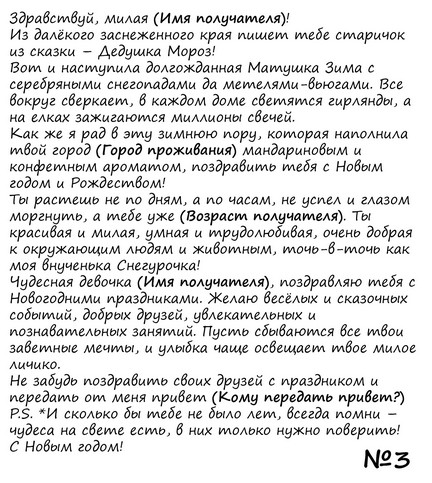 Здравствуй, милая (Имя получателя)!
Из далёкого заснеженного края пишет тебе старичок
из сказки – Дедушка Мороз!
Вот и наступила долгожданная Матушка Зима с
серебряными снегопадами да метелями-вьюгами. Все
вокруг сверкает, в каждом доме светятся гирлянды, а
на елках зажигаются миллионы свечей.
Как же я рад в эту зимнюю пору, которая наполнила
твой город (Город проживания) мандариновым и
конфетным ароматом, поздравить тебя с Новым
годом и Рождеством!
Ты растешь не по дням, а по часам, не успел и глазом
моргнуть, а тебе уже (Возраст получателя). Ты
красивая и милая, умная и трудолюбивая, очень добрая
к окружающим людям и животным, точь-в-точь как
моя внученька Снегурочка!
Чудесная девочка (Имя получателя), поздравляю тебя с
Новогодними праздниками. Желаю весёлых и сказочных
событий, добрых друзей, увлекательных и
познавательных занятий. Пусть сбываются все твои
заветные мечты, и улыбка чаще освещает твое милое
личико.
Не забудь поздравить своих друзей с праздником и
передать от меня привет (Кому передать привет?)
P.S. *И сколько бы тебе не было лет, всегда помни –
чудеса на свете есть, в них только нужно поверить!
С Новым годом!
№3